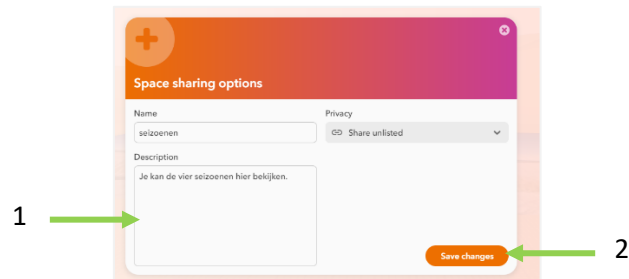 Space sharing options
Name
seizoenen
Privacy
Share unlisted
Description
Je kan de vier seizoenen hier bekijken.
1
Save changes
2